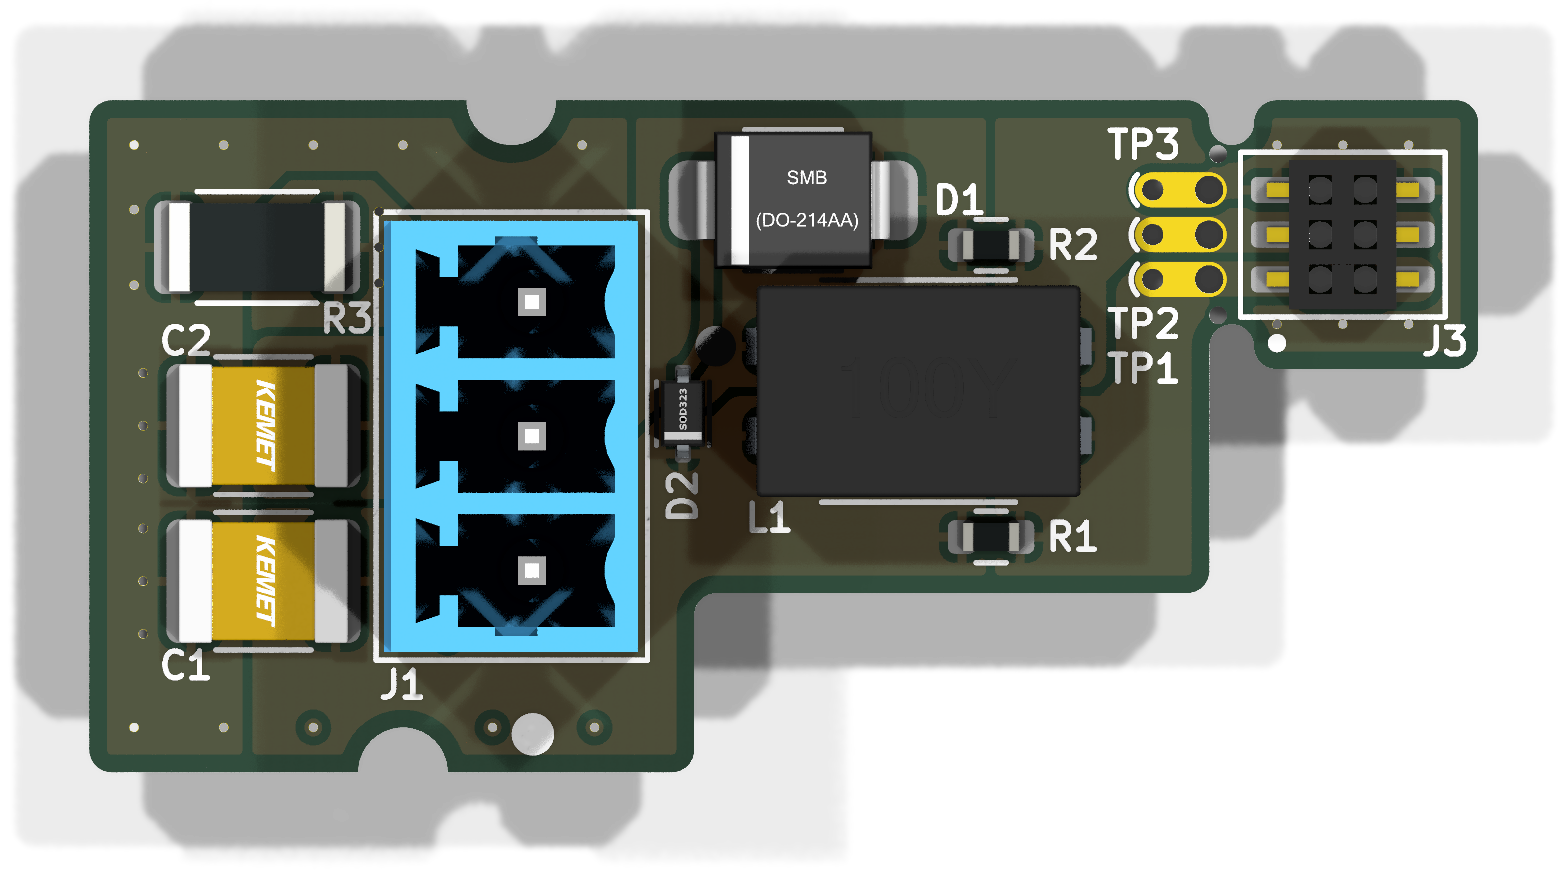 TP3
SMB
(DO-214AA)
D1
R2
R3
C2
TP2
TP1
J3
KEMET
SOD323
100Y
D2
L1
R1
KEMET
C1
J1